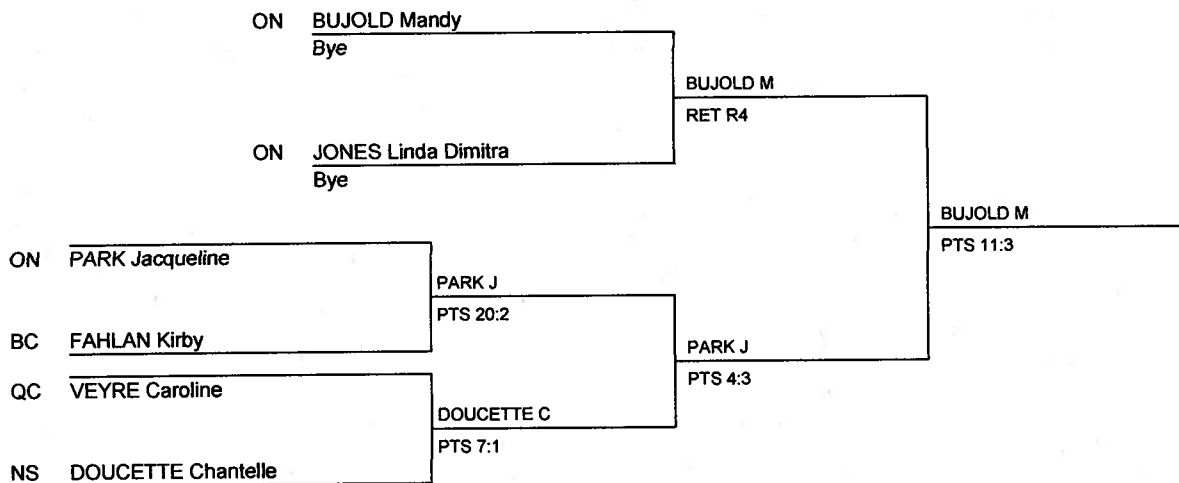 ON BUJOLD Mandy
Bye
BUJOLD M
RET R4
ON JONES Linda Dimitra
Bye
BUJOLD M
PTS 11:3
ON PARK Jacqueline
PARK J
PTS 20:2
BC FAHLAN Kirby
PARK J
PTS 4:3
QC VEYRE Caroline
DOUCETTE C
PTS 7:1
NS DOUCETTE Chantelle